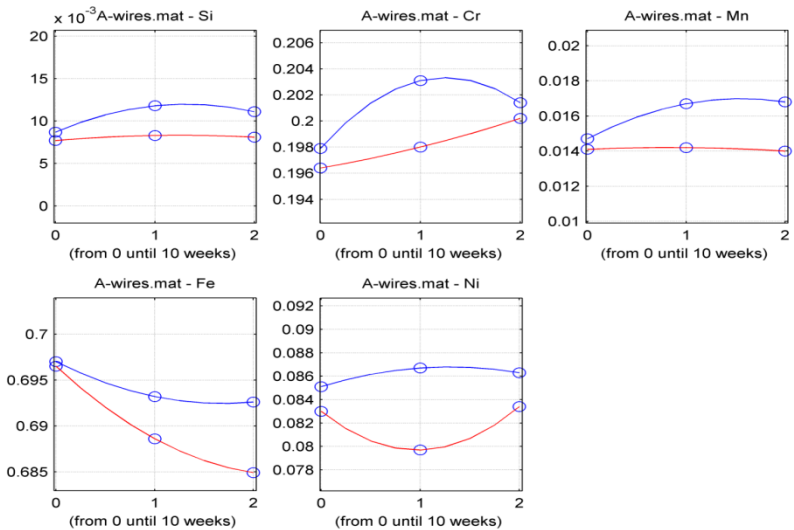 x 10⁻³ A-wires.mat - Si
20
15
10
5
0
0 1 2
(from 0 until 10 weeks)
A-wires.mat - Cr
0.206
0.204
0.202
0.2
0.198
0.196
0.194
0 1 2
(from 0 until 10 weeks)
A-wires.mat - Mn
0.02
0.018
0.016
0.014
0.012
0.01
0 1 2
(from 0 until 10 weeks)
A-wires.mat - Fe
0.7
0.695
0.69
0.685
0 1 2
(from 0 until 10 weeks)
A-wires.mat - Ni
0.092
0.09
0.088
0.086
0.084
0.082
0.08
0.078
0 1 2
(from 0 until 10 weeks)